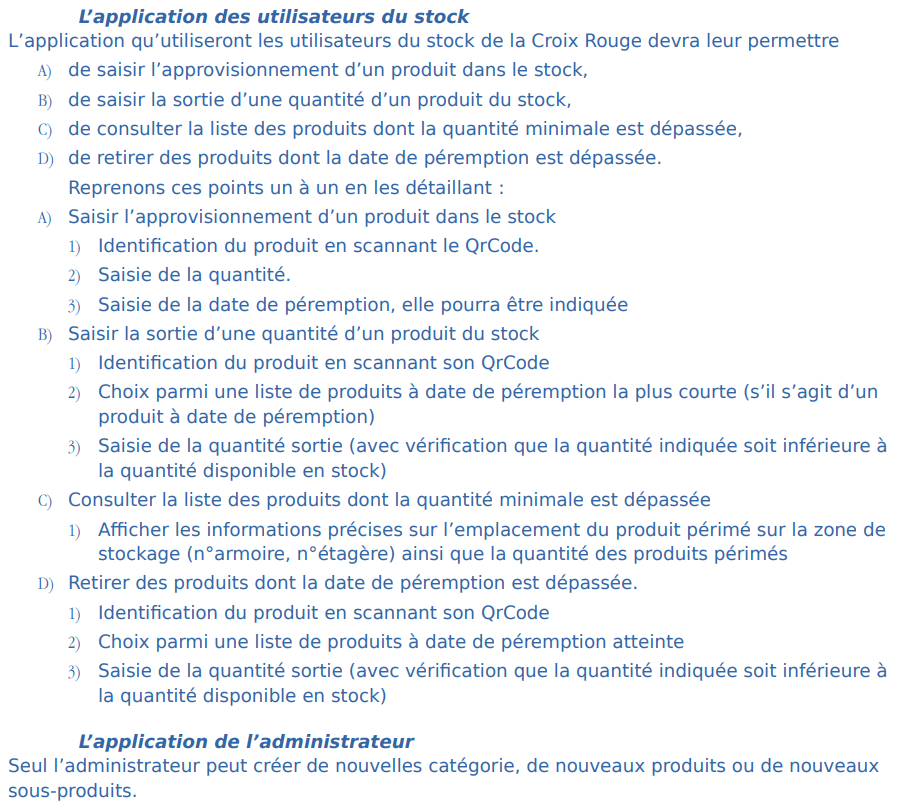 L’application des utilisateurs du stock
L’application qu’utiliseront les utilisateurs du stock de la Croix Rouge devra leur permettre
A) de saisir l’approvisionnement d’un produit dans le stock,
B) de saisir la sortie d’une quantité d’un produit du stock,
C) de consulter la liste des produits dont la quantité minimale est dépassée,
D) de retirer des produits dont la date de péremption est dépassée.
Reprenons ces points un à un en les détaillant :
A) Saisir l’approvisionnement d’un produit dans le stock
1) Identification du produit en scannant le QrCode.
2) Saisie de la quantité.
3) Saisie de la date de péremption, elle pourra être indiquée
B) Saisir la sortie d’une quantité d’un produit du stock
1) Identification du produit en scannant son QrCode
2) Choix parmi une liste de produits à date de péremption la plus courte (s’il s’agit d’un
produit à date de péremption)
3) Saisie de la quantité sortie (avec vérification que la quantité indiquée soit inférieure à
la quantité disponible en stock)
C) Consulter la liste des produits dont la quantité minimale est dépassée
1) Afficher les informations précises sur l’emplacement du produit périmé sur la zone de
stockage (n°armoire, n°étagère) ainsi que la quantité des produits périmés
D) Retirer des produits dont la date de péremption est dépassée.
1) Identification du produit en scannant son QrCode
2) Choix parmi une liste de produits à date de péremption atteinte
3) Saisie de la quantité sortie (avec vérification que la quantité indiquée soit inférieure à
la quantité disponible en stock)
L’application de l’administrateur
Seul l’administrateur peut créer de nouvelles catégorie, de nouveaux produits ou de nouveaux
sous-produits.